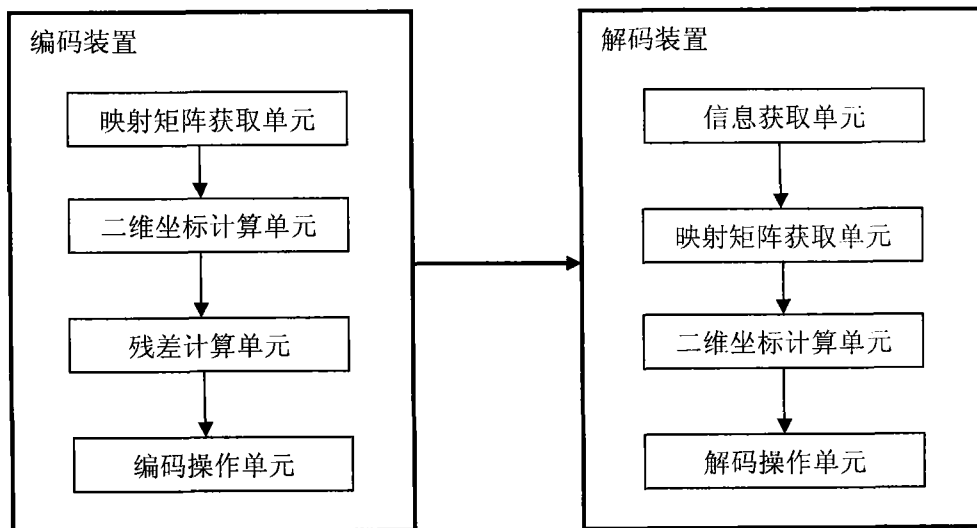 编码装置
映射矩阵获取单元
二维坐标计算单元
残差计算单元
编码操作单元
解码装置
信息获取单元
映射矩阵获取单元
二维坐标计算单元
解码操作单元